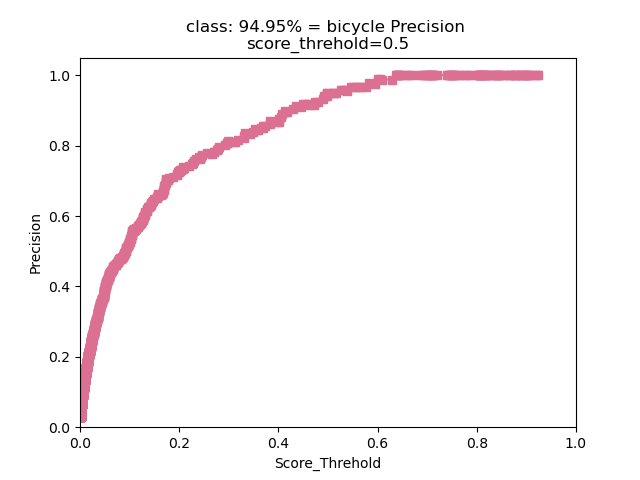 class: 94.95% = bicycle Precision
score_threhold=0.5
1.0
0.8
0.6
0.4
0.2
0.0
Precision
0.0 0.2 0.4 0.6 0.8 1.0
Score_Threhold